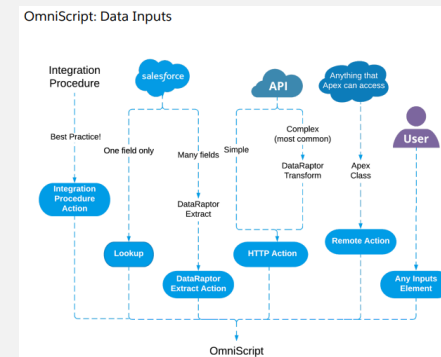 OmniScript: Data Inputs
Integration
Procedure
salesforce
API
Anything that
Apex can access
User
Best Practice!
One field only
Many fields
Simple
Complex
(most common)
DataRaptor
Transform
Apex
Class
DataRaptor
Extract
Integration
Procedure
Action
Lookup
DataRaptor
Extract Action
HTTP Action
Remote Action
Any Inputs
Element
OmniScript